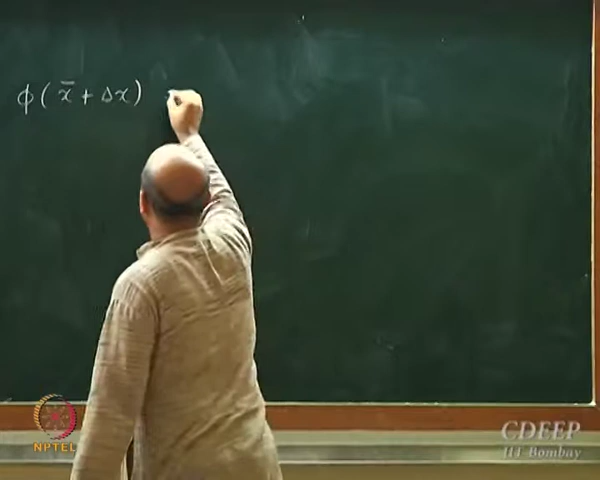 ϕ( x̄ + Δx)
NPTEL
CDEEP
IIT Bombay